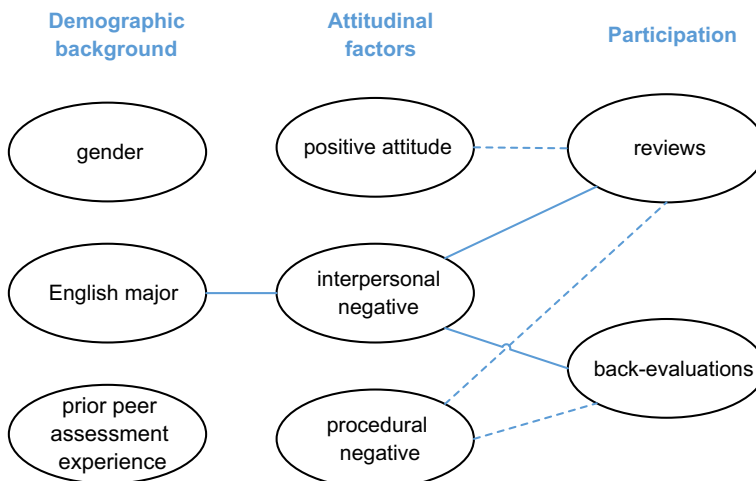 Demographic
background
Attitudinal
factors
Participation
gender
positive attitude
reviews
English major
interpersonal
negative
back-evaluations
prior peer
assessment
experience
procedural
negative